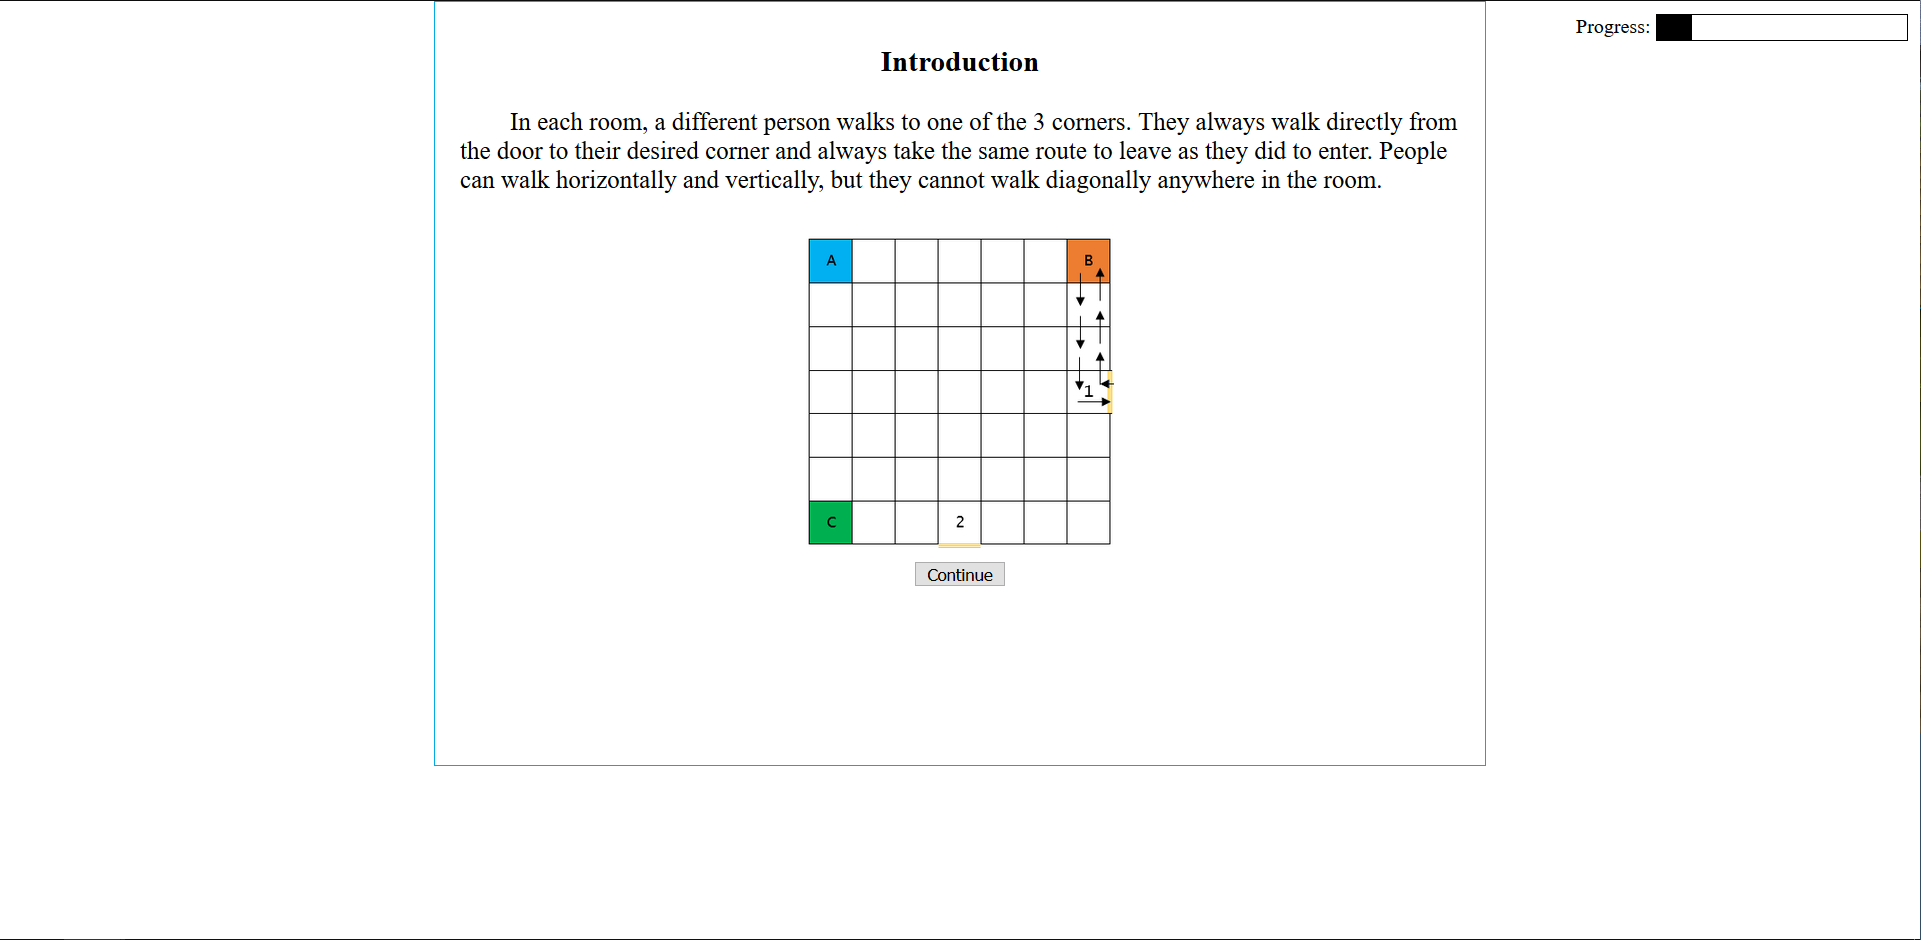 Progress:
Introduction
In each room, a different person walks to one of the 3 corners. They always walk directly from
the door to their desired corner and always take the same route to leave as they did to enter. People
can walk horizontally and vertically, but they cannot walk diagonally anywhere in the room.
A B
1
C 2
Continue